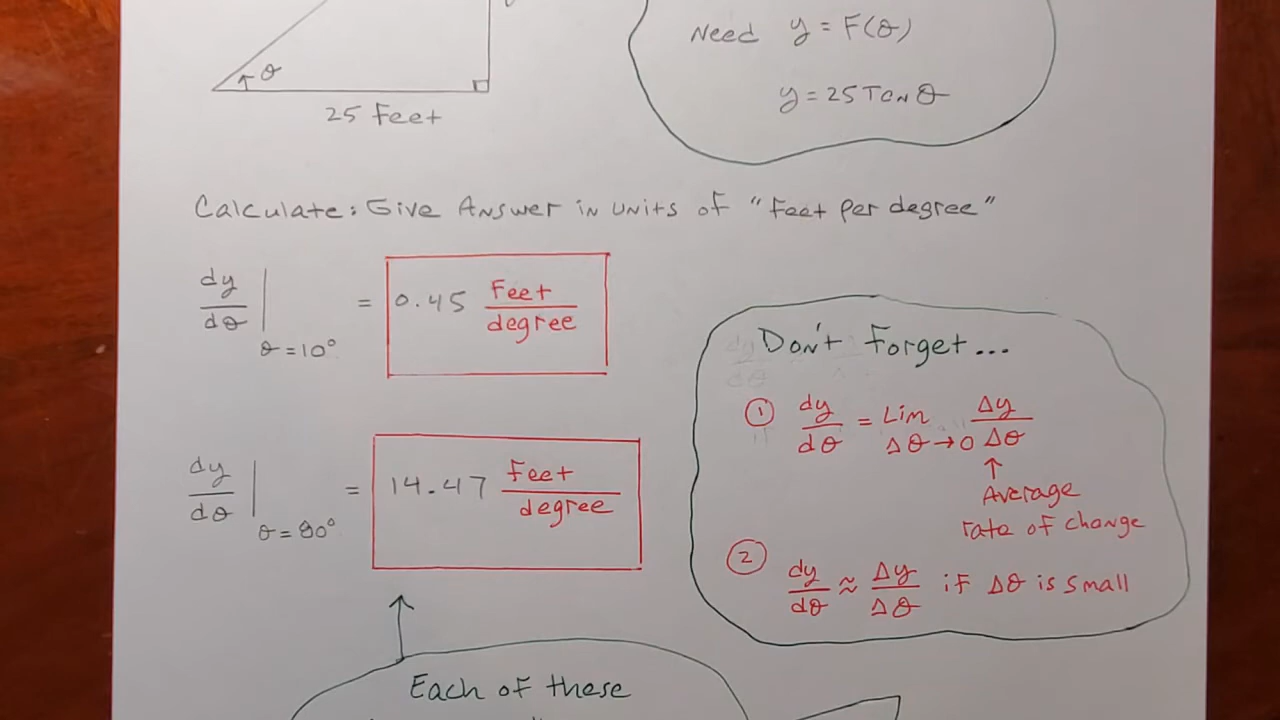 Need y = F(θ)
y = 25 Tan θ
θ
25 Feet
Calculate: Give Answer in units of "feet per degree"
dy/dθ | θ = 10° = 0.45 Feet/degree
dy/dθ | θ = 80° = 14.47 Feet/degree
Don't Forget...
① dy/dθ = Lim Δθ→0 Δy/Δθ
↑
Average
rate of change
② dy/dθ ≈ Δy/Δθ if Δθ is small
Each of these